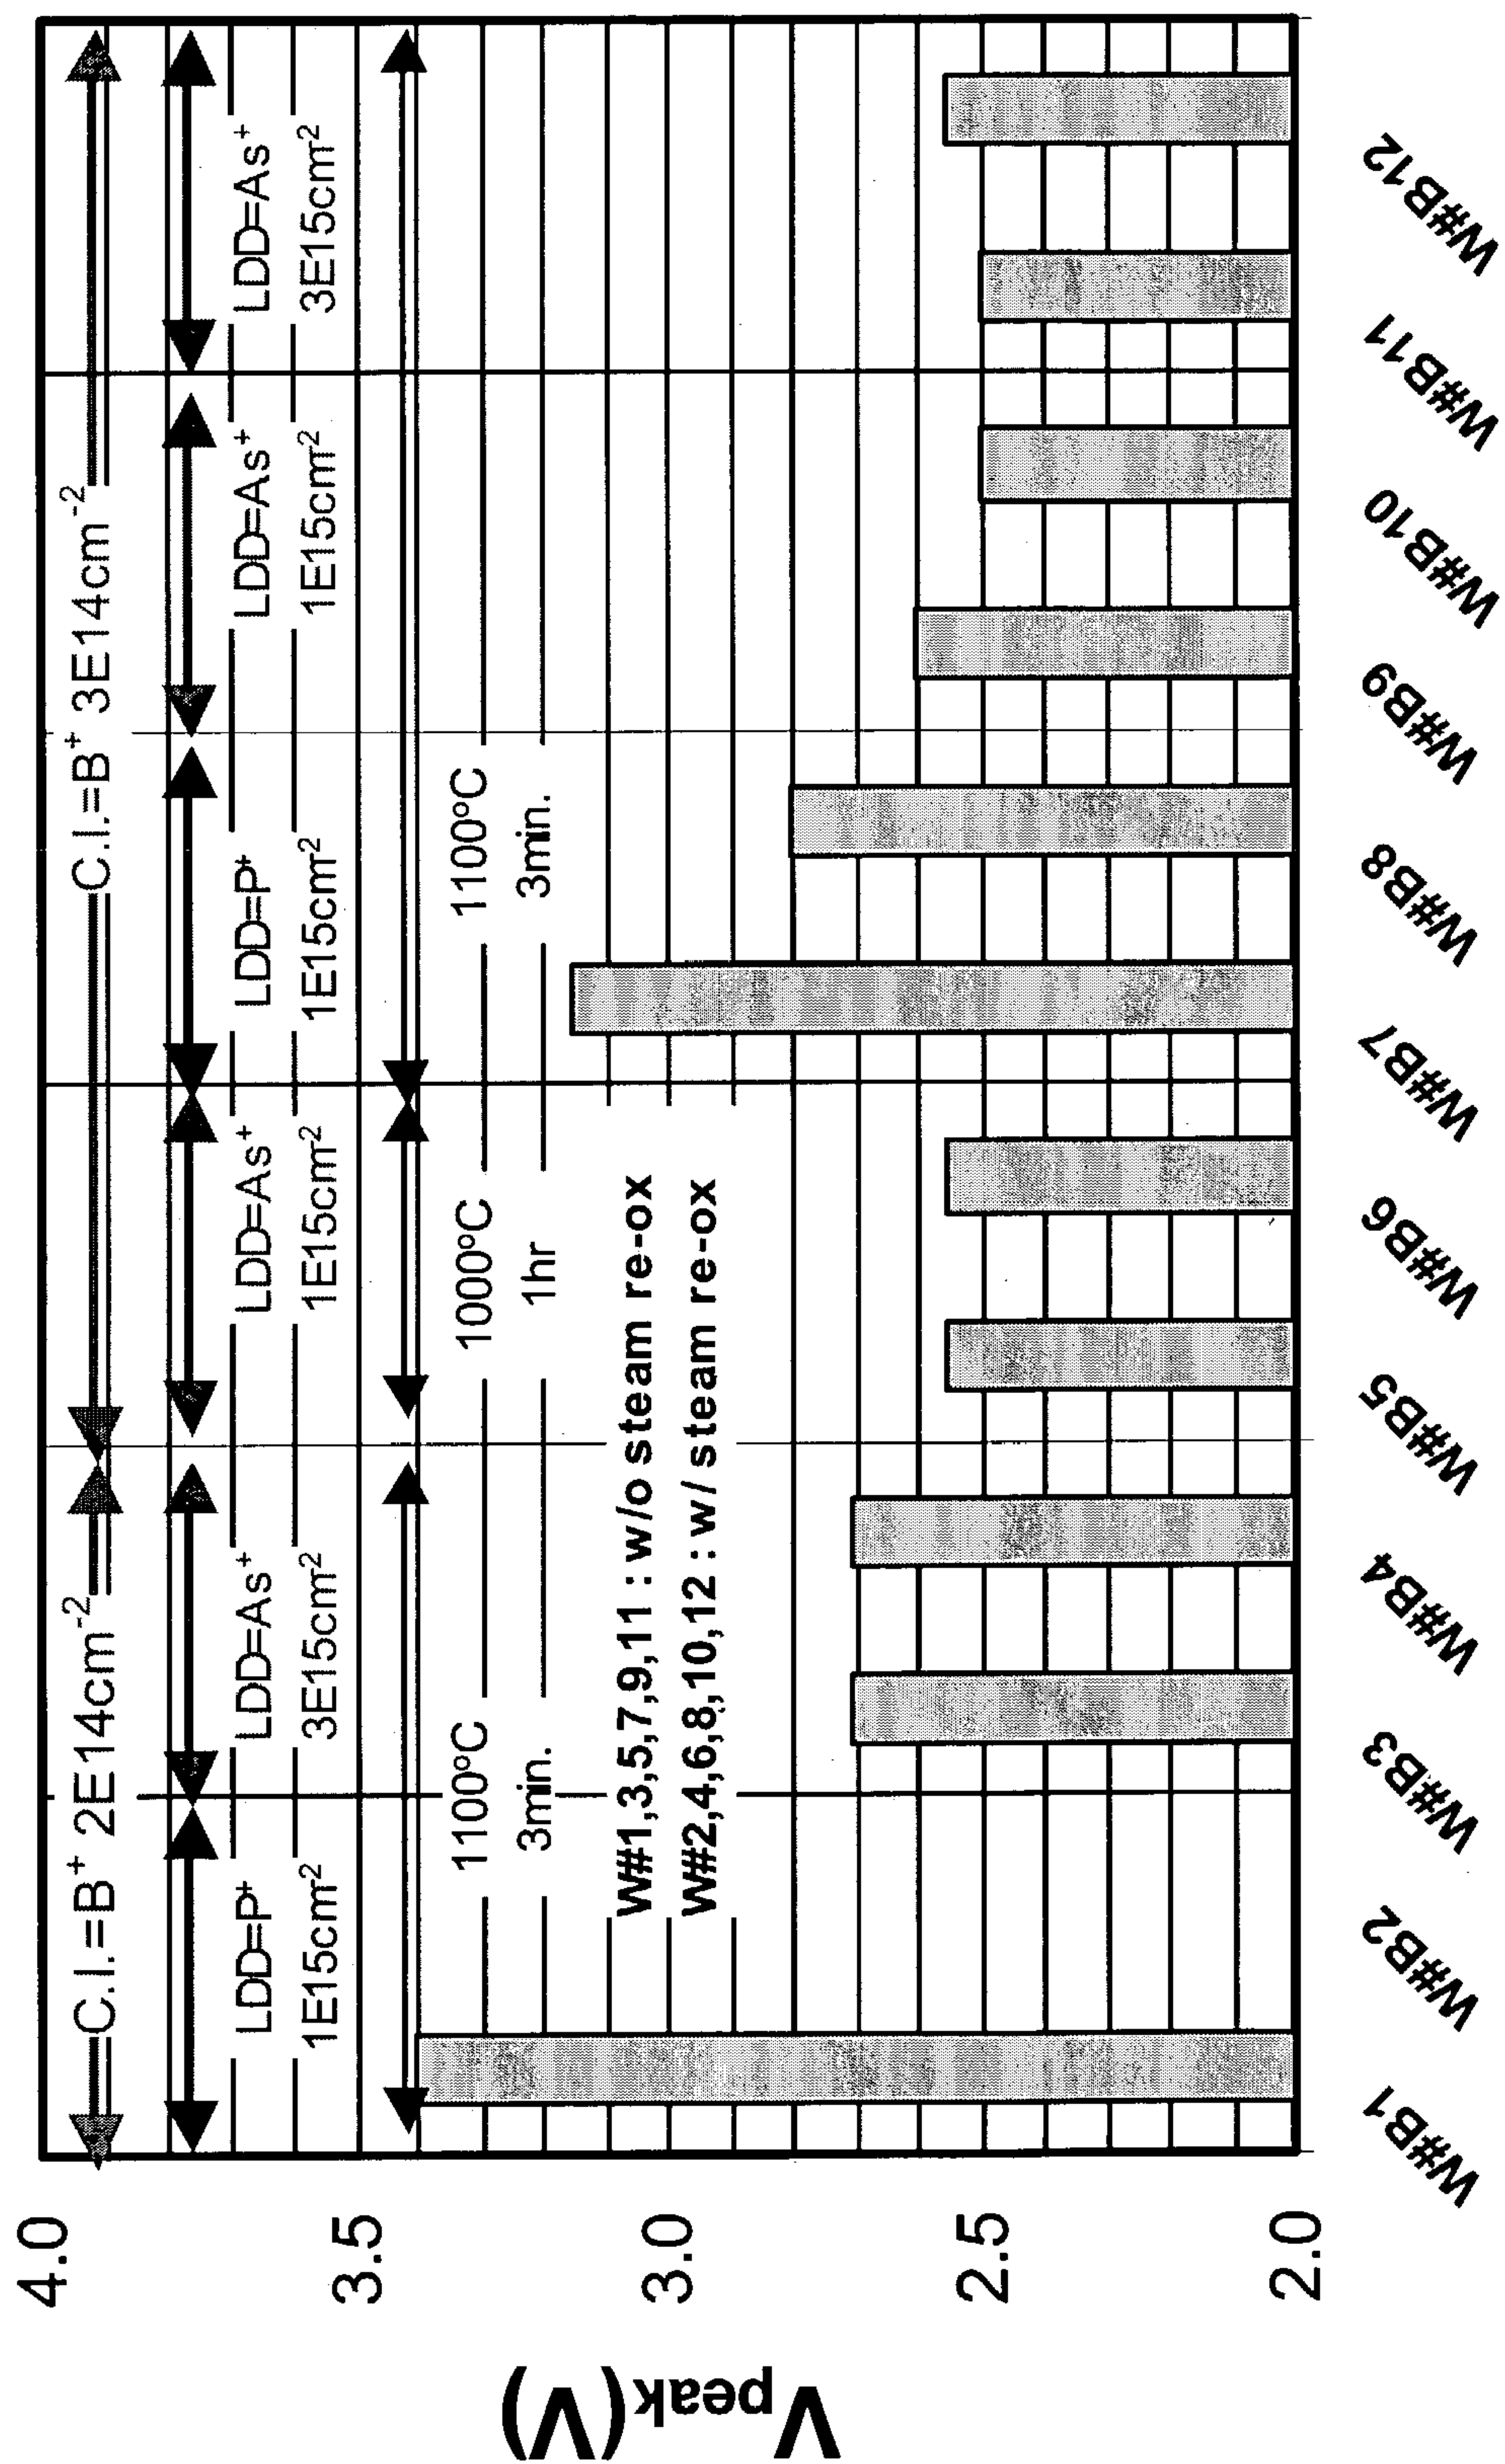 C.I.=B⁺ 2E14cm⁻²
C.I.=B⁺ 3E14cm⁻²
LDD=P⁺
1E15cm²
LDD=As⁺
3E15cm²
LDD=As⁺
1E15cm²
LDD=P⁺
1E15cm²
LDD=As⁺
1E15cm²
LDD=As⁺
3E15cm²
1100°C
3min.
1000°C
1hr
1100°C
3min.
W#1,3,5,7,9,11 : w/o steam re-ox
W#2,4,6,8,10,12 : w/ steam re-ox
Vpeak(V)
4.0
3.5
3.0
2.5
2.0
W#B1
W#B2
W#B3
W#B4
W#B5
W#B6
W#B7
W#B8
W#B9
W#B10
W#B11
W#B12